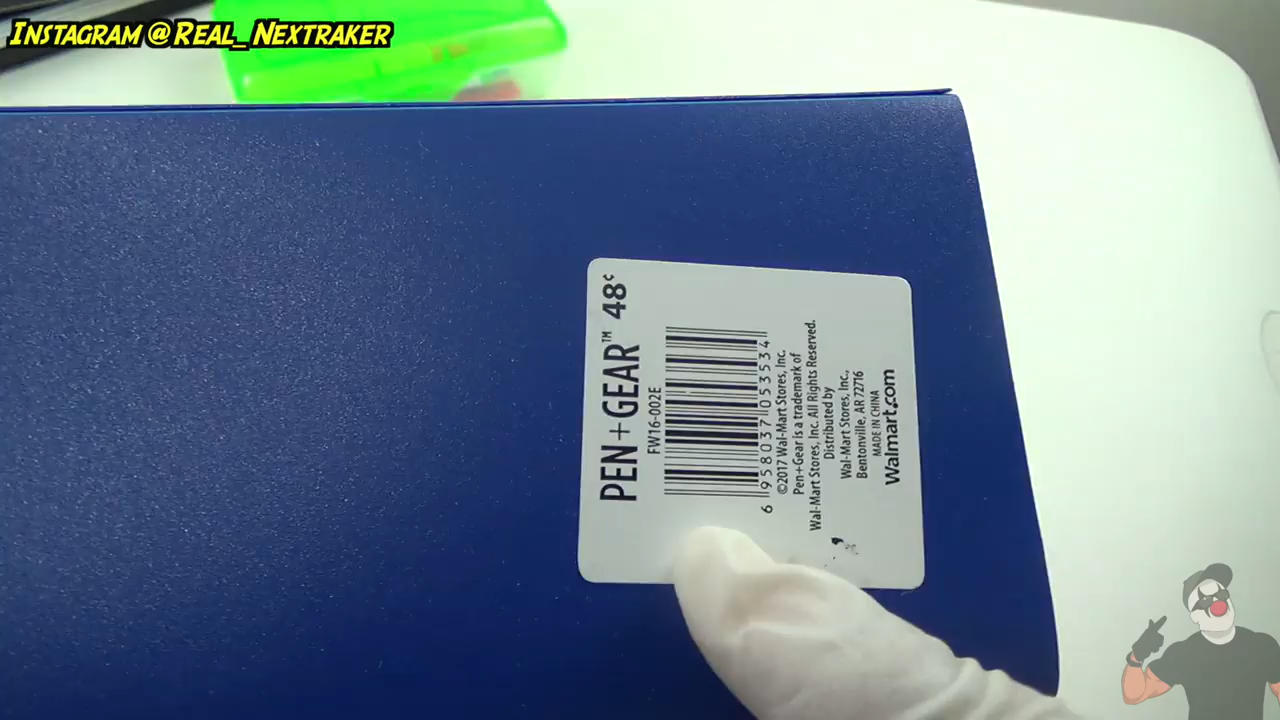 INSTAGRAM @REAL_NEXTRAKER
PEN+GEAR™ 48¢
FW16-002E
6 958037 053534
©2017 Wal-Mart Stores, Inc.
Pen+Gear is a trademark of
Wal-Mart Stores, Inc. All Rights Reserved.
Distributed by
Wal-Mart Stores, Inc.,
Bentonville, AR 72716
MADE IN CHINA
Walmart.com